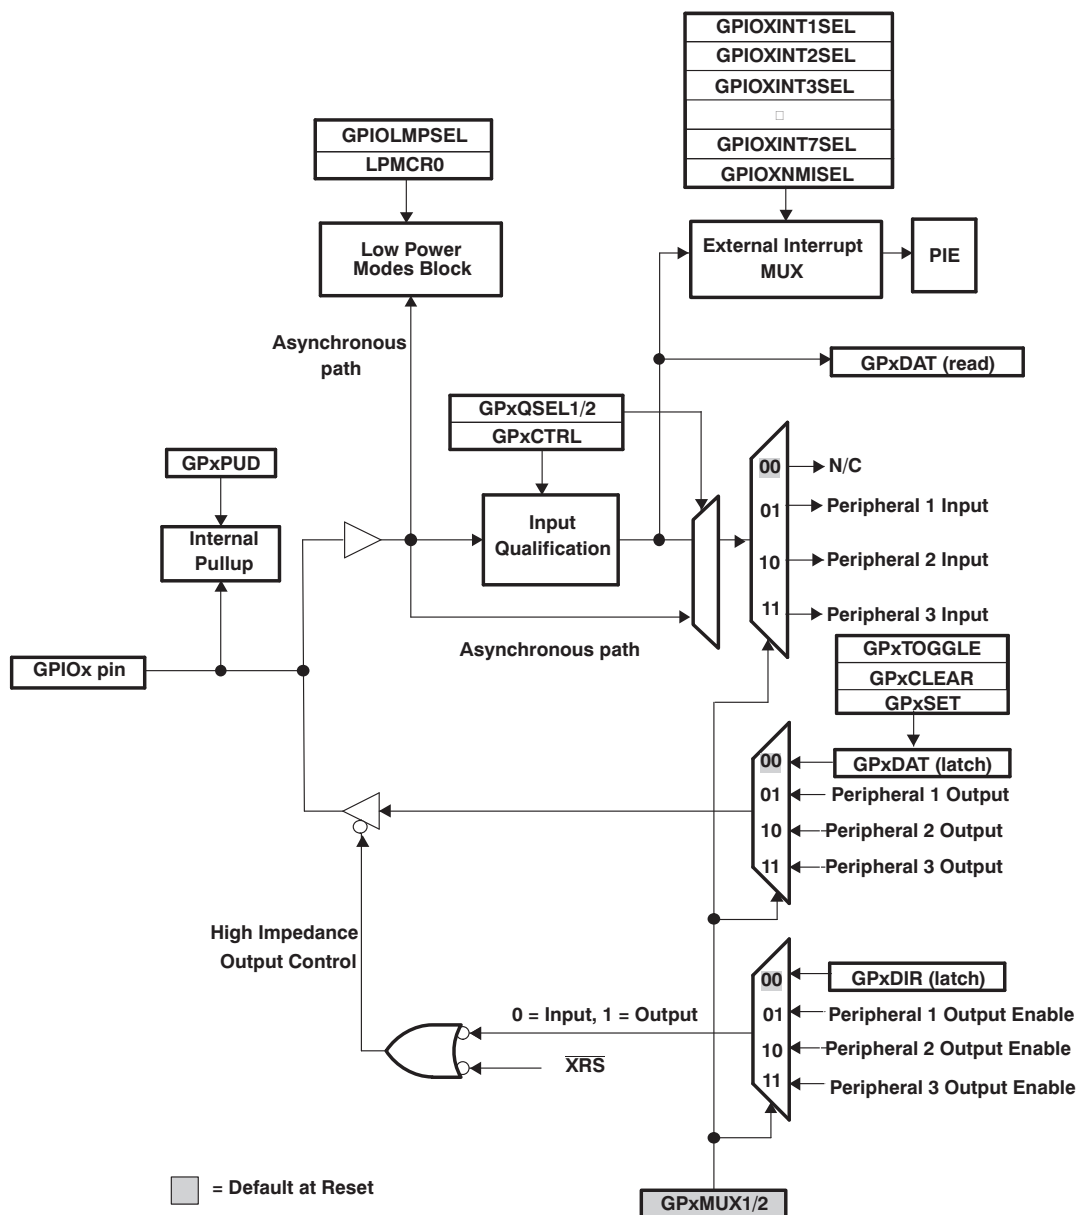 GPIOXINT1SEL
GPIOXINT2SEL
GPIOXINT3SEL
GPIOXINT7SEL
GPIOXNMISEL
GPIOLMPSEL
LPMCR0
Low Power
Modes Block
External Interrupt
MUX
PIE
Asynchronous
path
GPxDAT (read)
GPxQSEL1/2
GPxCTRL
GPxPUD
Internal
Pullup
Input
Qualification
00
N/C
01
Peripheral 1 Input
10
Peripheral 2 Input
11
Peripheral 3 Input
Asynchronous path
GPIOx pin
GPxTOGGLE
GPxCLEAR
GPxSET
00
GPxDAT (latch)
01
Peripheral 1 Output
10
Peripheral 2 Output
11
Peripheral 3 Output
High Impedance
Output Control
00
GPxDIR (latch)
0 = Input, 1 = Output
01
Peripheral 1 Output Enable
10
Peripheral 2 Output Enable
XRS
11
Peripheral 3 Output Enable
= Default at Reset
GPxMUX1/2